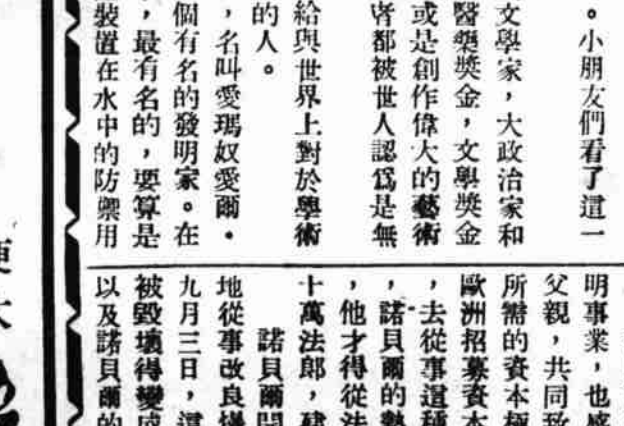 。小朋友們看了這一
文學家，大政治家和
醫藥獎金，文學獎金
或是創作偉大的藝術
皆都被世人認爲是無
給與世界上對於學術
的人。
，名叫愛瑪奴愛爾·
個有名的發明家。在
，最有名的，要算是
裝置在水中的防禦用
明事業，也
父親，共同
所需的資本極
歐洲招募資本
，去從事這種
，諾貝爾的
，他才得從法
十萬法郎，建
諾貝爾開
地從事改良
九月三日，這
被毀壞得變成
以及諾貝爾的